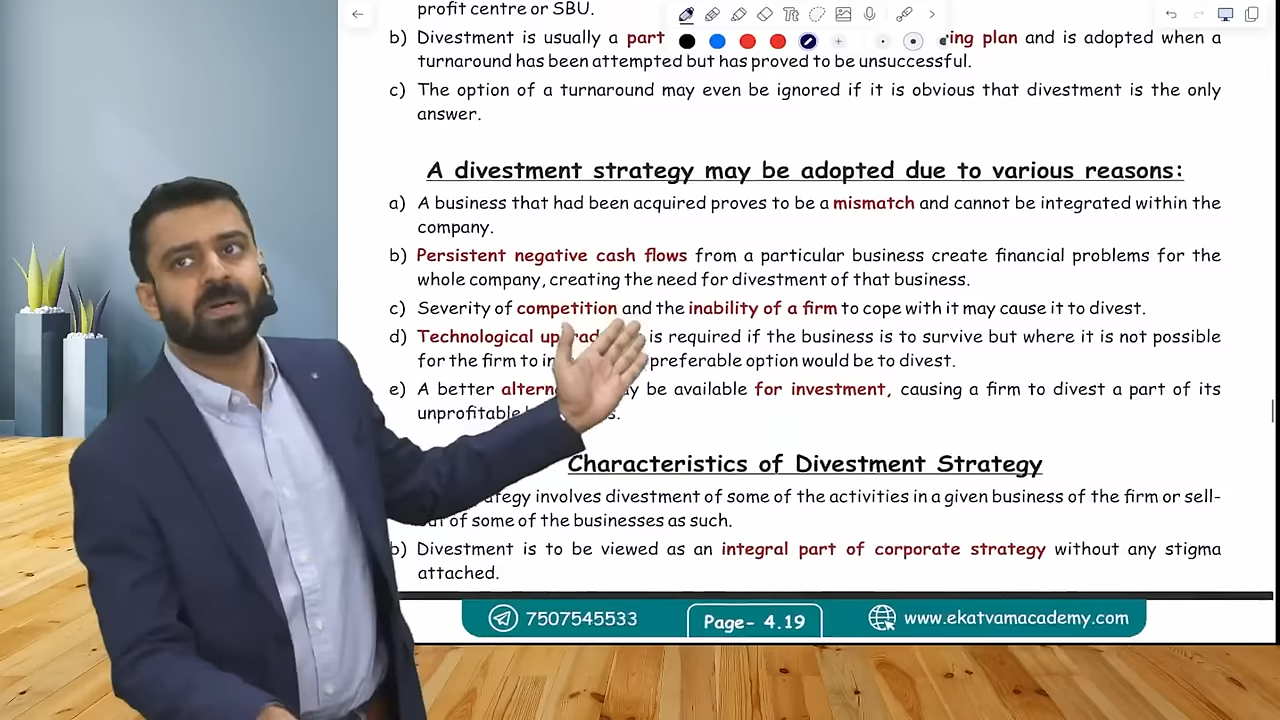 profit centre or SBU.
b) Divestment is usually a part ring plan and is adopted when a
turnaround has been attempted but has proved to be unsuccessful.
c) The option of a turnaround may even be ignored if it is obvious that divestment is the only
answer.
A divestment strategy may be adopted due to various reasons:
a) A business that had been acquired proves to be a mismatch and cannot be integrated within the
company.
b) Persistent negative cash flows from a particular business create financial problems for the
whole company, creating the need for divestment of that business.
c) Severity of competition and the inability of a firm to cope with it may cause it to divest.
d) Technological is required if the business is to survive but where it is not possible
for the firm to preferable option would be to divest.
e) A better be available for investment, causing a firm to divest a part of its
unprofitable
Characteristics of Divestment Strategy
involves divestment of some of the activities in a given business of the firm or sell-
of some of the businesses as such.
b) Divestment is to be viewed as an integral part of corporate strategy without any stigma
attached.
7507545533
Page- 4.19
www.ekatvamacademy.com